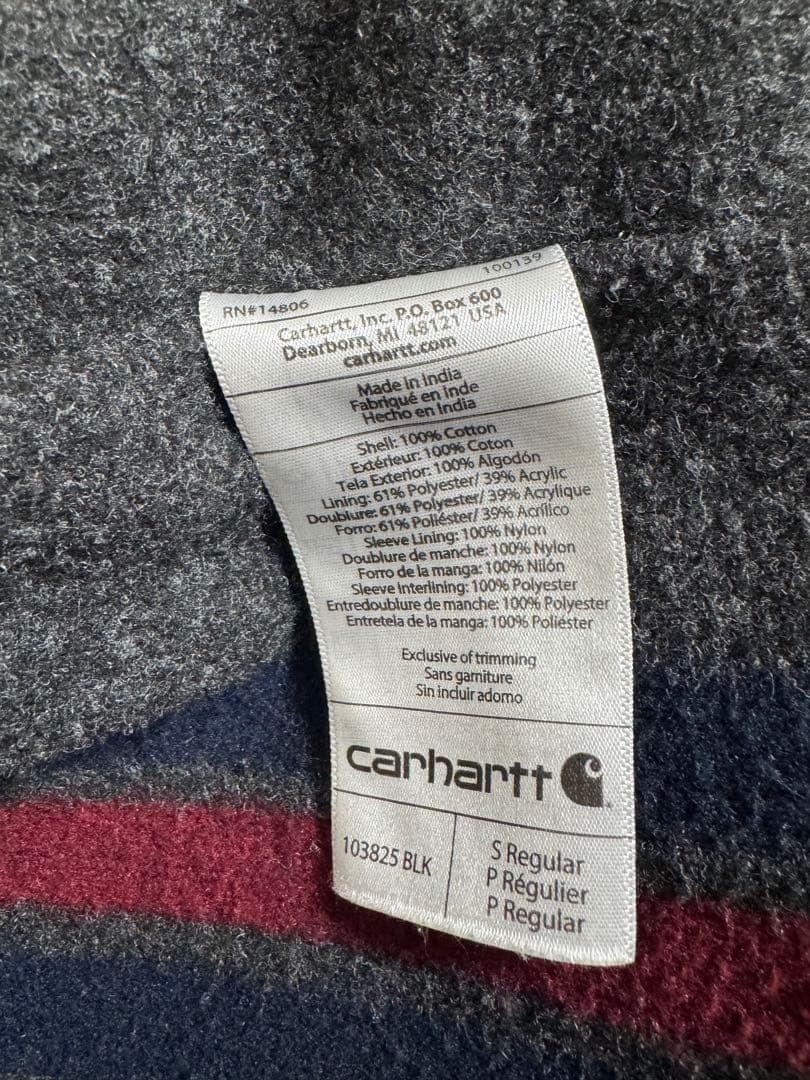 RN#14806 100139
Carhartt, Inc. P.O. Box 600
Dearborn, MI 48121 USA
carhartt.com
Made in India
Fabriqué en inde
Hecho en India
Shell: 100% Cotton
Extérieur: 100% Coton
Tela Exterior: 100% Algodón
Lining: 61% Polyester/ 39% Acrylic
Doublure: 61% Polyester/ 39% Acrylique
Forro: 61% Poliéster/ 39% Acrílico
Sleeve Lining: 100% Nylon
Doublure de manche: 100% Nylon
Forro de la manga: 100% Nilón
Sleeve Interlining: 100% Polyester
Entredoublure de manche: 100% Polyester
Entretela de la manga: 100% Poliéster
Exclusive of trimming
Sans garniture
Sin incluir adorno
carhartt
103825 BLK
S Regular
P Régulier
P Regular